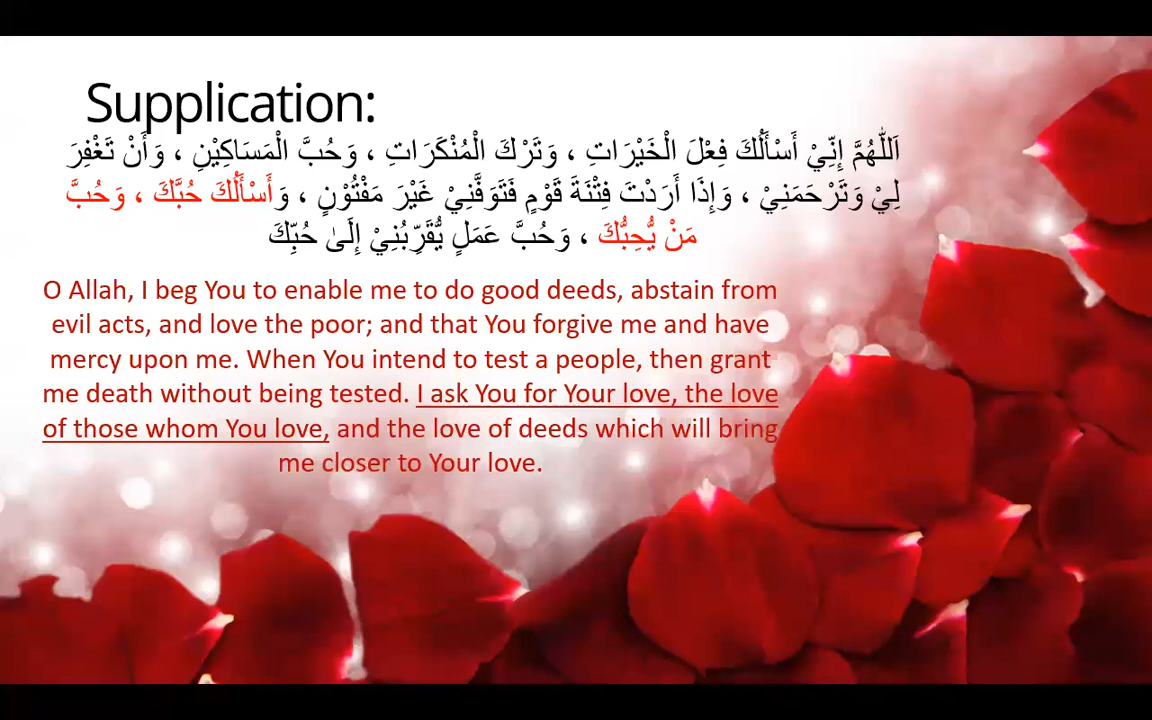 Supplication:
اَللّٰهُمَّ إِنِّيْ أَسْأَلُكَ فِعْلَ الْخَيْرَاتِ ، وَتَرْكَ الْمُنْكَرَاتِ ، وَحُبَّ الْمَسَاكِيْنِ ، وَأَنْ تَغْفِرَ
لِيْ وَتَرْحَمَنِيْ ، وَإِذَا أَرَدْتَ فِتْنَةَ قَوْمٍ فَتَوَفَّنِيْ غَيْرَ مَفْتُوْنٍ ، وَأَسْأَلُكَ حُبَّكَ ، وَحُبَّ
مَنْ يُّحِبُّكَ ، وَحُبَّ عَمَلٍ يُّقَرِّبُنِيْ إِلَىٰ حُبِّكَ
O Allah, I beg You to enable me to do good deeds, abstain from
evil acts, and love the poor; and that You forgive me and have
mercy upon me. When You intend to test a people, then grant
me death without being tested. I ask You for Your love, the love
of those whom You love, and the love of deeds which will bring
me closer to Your love.